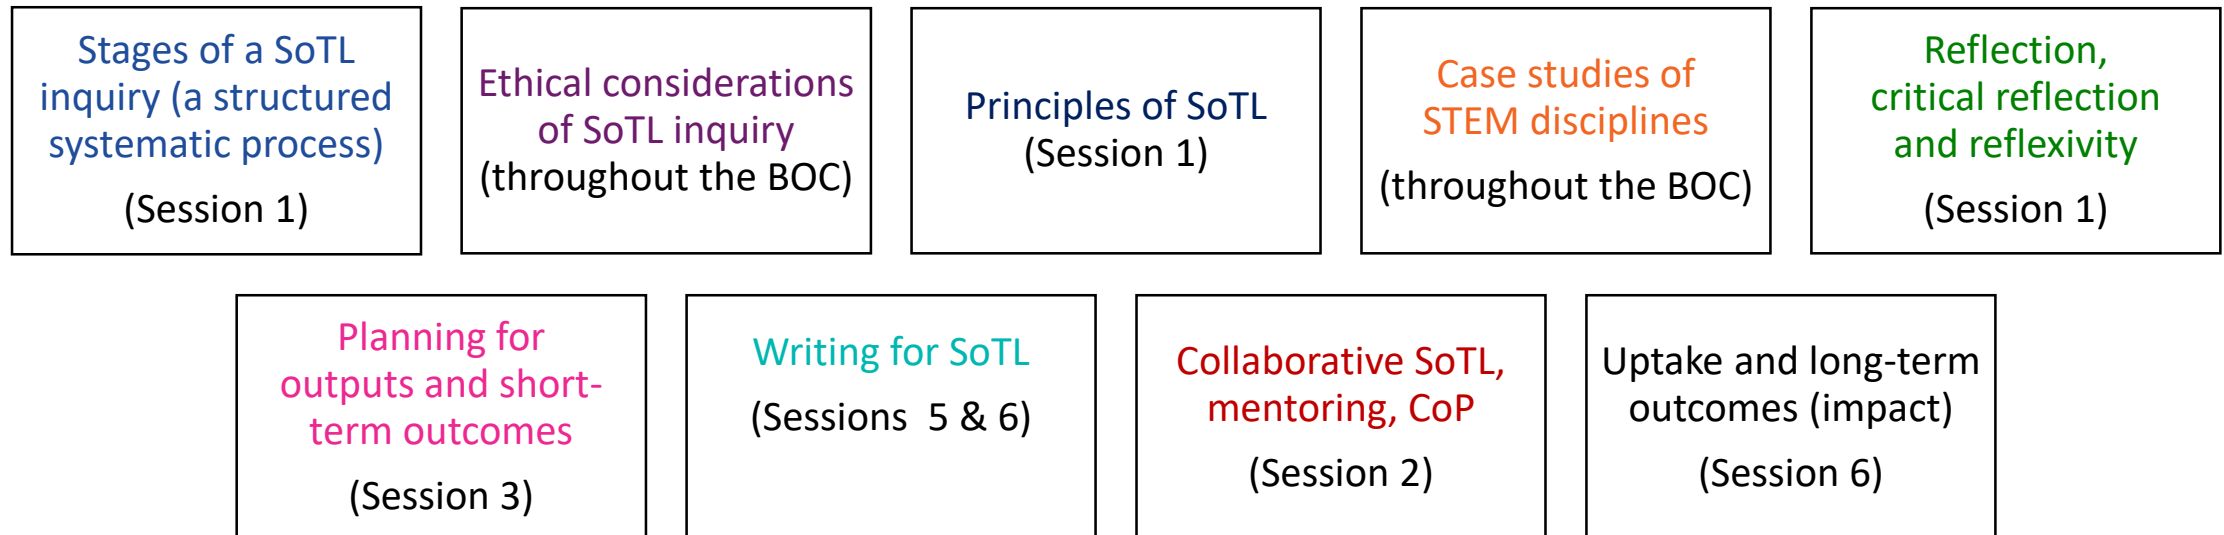 Stages of a SoTL
inquiry (a structured
systematic process)
(Session 1)
Ethical considerations
of SoTL inquiry
(throughout the BOC)
Principles of SoTL
(Session 1)
Case studies of
STEM disciplines
(throughout the BOC)
Reflection,
critical reflection
and reflexivity
(Session 1)
Planning for
outputs and short-
term outcomes
(Session 3)
Writing for SoTL
(Sessions 5 & 6)
Collaborative SoTL,
mentoring, CoP
(Session 2)
Uptake and long-term
outcomes (impact)
(Session 6)